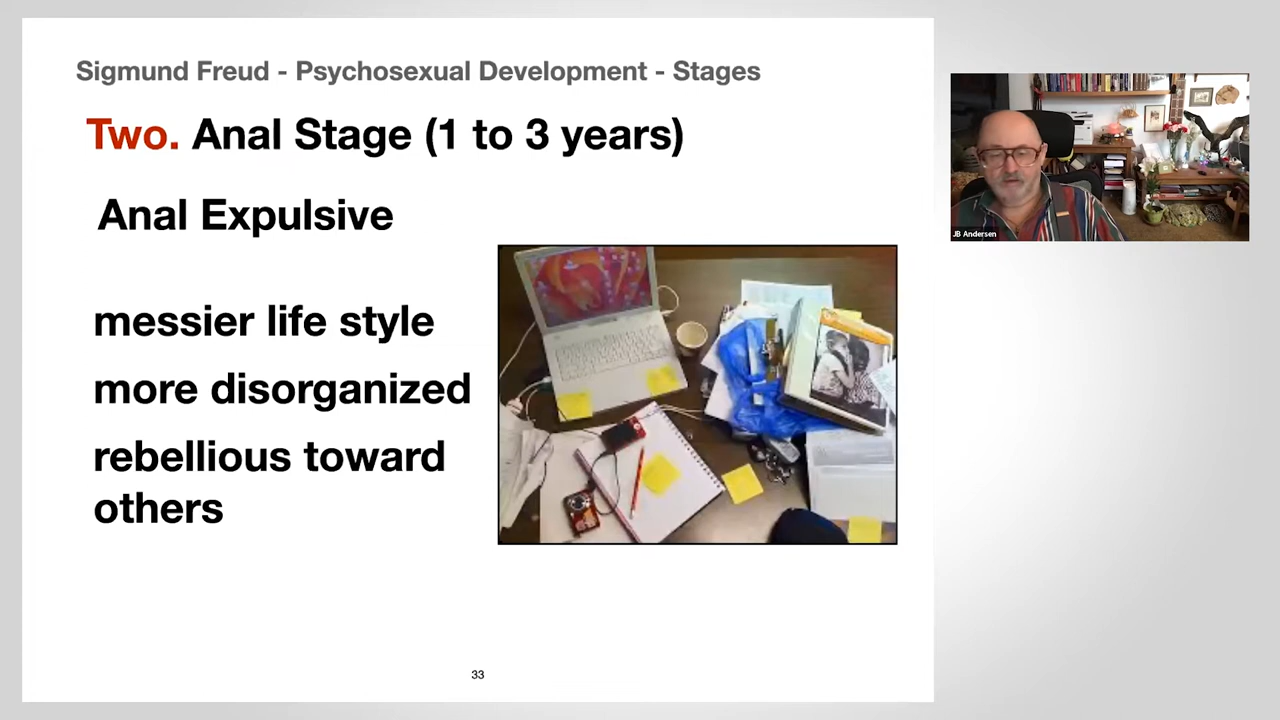 Sigmund Freud - Psychosexual Development - Stages
Two. Anal Stage (1 to 3 years)
Anal Expulsive
messier life style
more disorganized
rebellious toward
others
33
JB Andersen